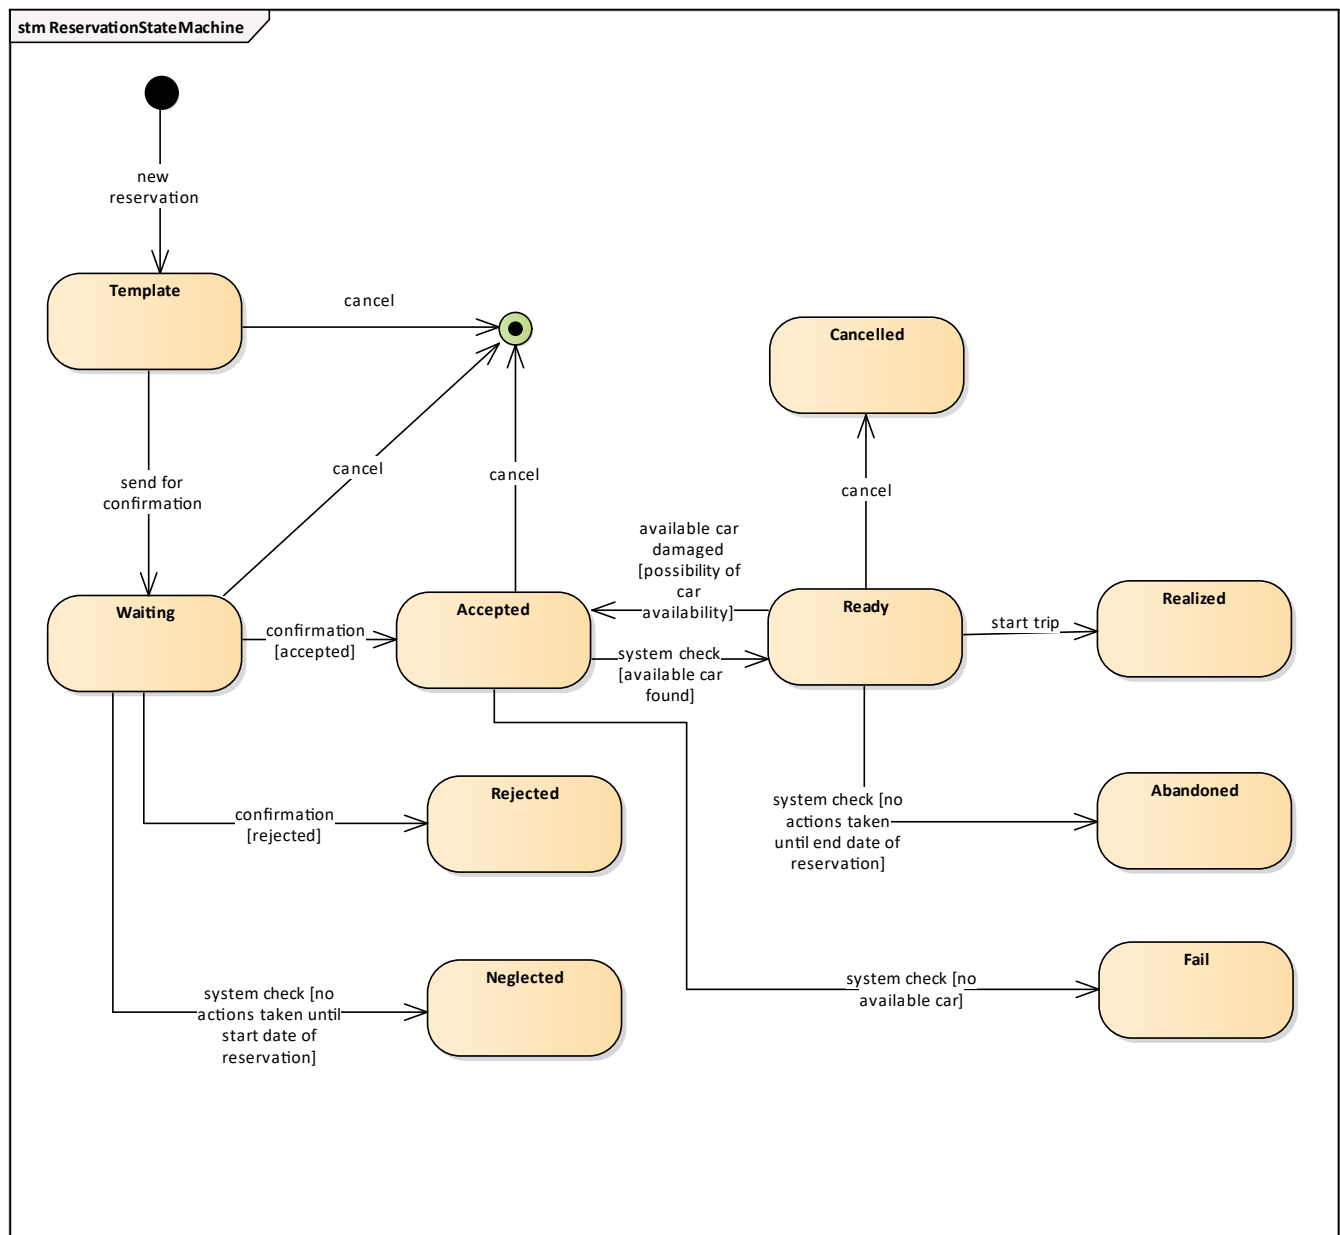 stm ReservationStateMachine
new
reservation
Template
cancel
Cancelled
send for
confirmation
cancel
cancel
cancel
available car
damaged
[possibility of
car
availability]
Waiting
confirmation
[accepted]
Accepted
system check
[available car
found]
Ready
start trip
Realized
confirmation
[rejected]
Rejected
system check [no
actions taken
until end date of
reservation]
Abandoned
system check [no
actions taken until
start date of
reservation]
Neglected
system check [no
available car]
Fail